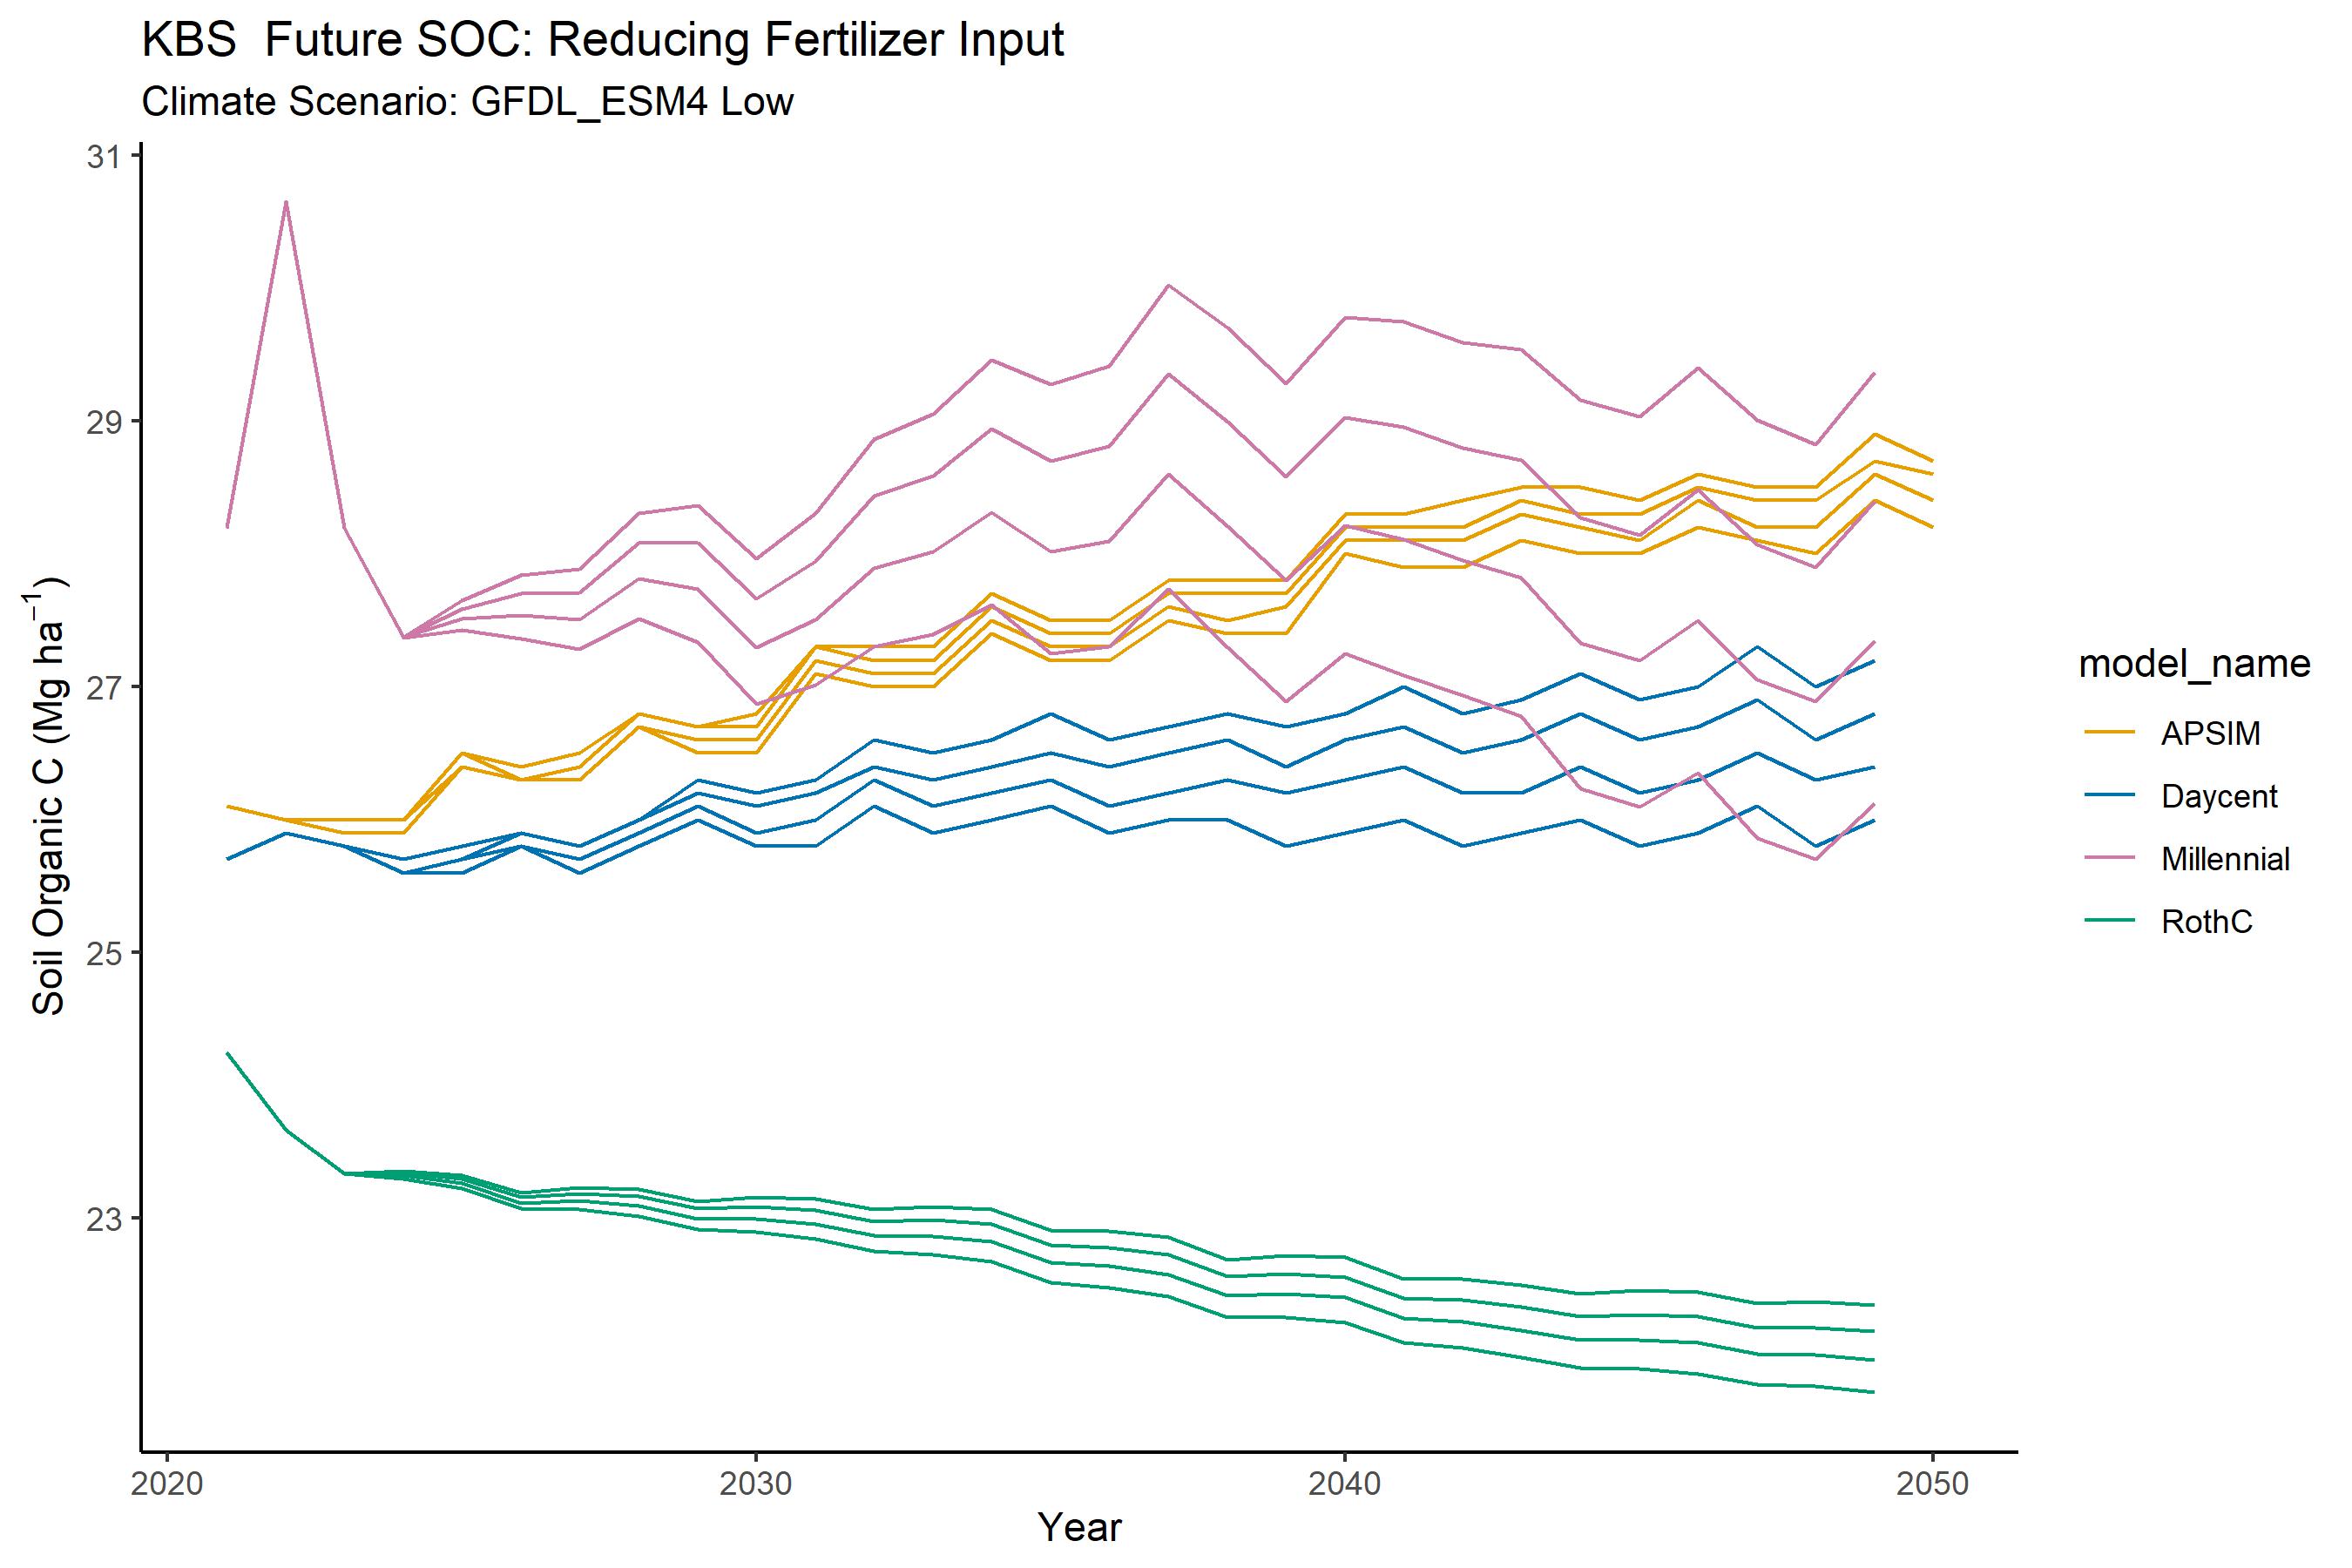 KBS  Future SOC: Reducing Fertilizer Input
Climate Scenario: GFDL_ESM4 Low
31
29
27
25
23
Soil Organic C (Mg ha⁻¹)
2020 2030 2040 2050
Year
model_name
APSIM
Daycent
Millennial
RothC